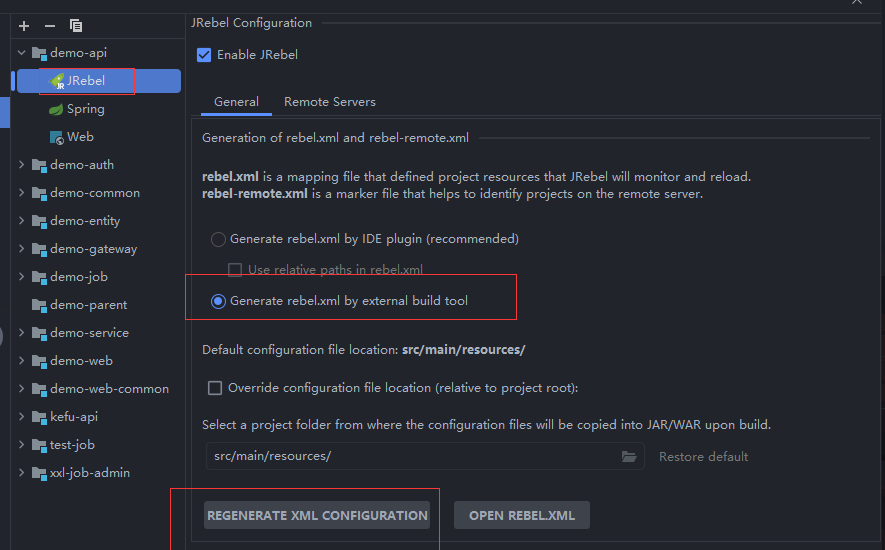 demo-api
JRebel
Spring
Web
demo-auth
demo-common
demo-entity
demo-gateway
demo-job
demo-parent
demo-service
demo-web
demo-web-common
kefu-api
test-job
xxl-job-admin
JRebel Configuration
Enable JRebel
General Remote Servers
Generation of rebel.xml and rebel-remote.xml
rebel.xml is a mapping file that defined project resources that JRebel will monitor and reload.
rebel-remote.xml is a marker file that helps to identify projects on the remote server.
Generate rebel.xml by IDE plugin (recommended)
Use relative paths in rebel.xml
Generate rebel.xml by external build tool
Default configuration file location: src/main/resources/
Override configuration file location (relative to project root):
Select a project folder from where the configuration files will be copied into JAR/WAR upon build.
src/main/resources/ Restore default
REGENERATE XML CONFIGURATION OPEN REBEL.XML